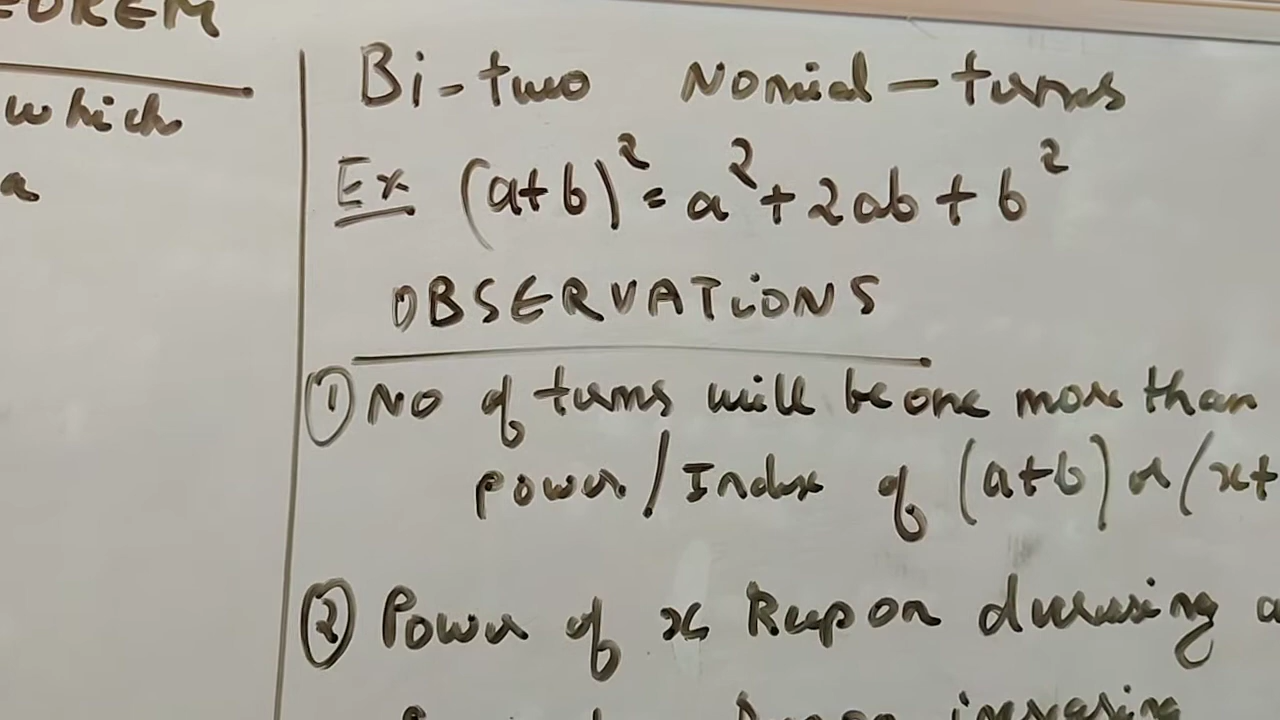 EOREM
which
a
Bi-two Nomial-terms
Ex (a+b)²=a²+2ab+b²
OBSERVATIONS
① No of terms will be one more than
power/Index of (a+b) or (x+
② Power of x Keep on decreasing a
increasing